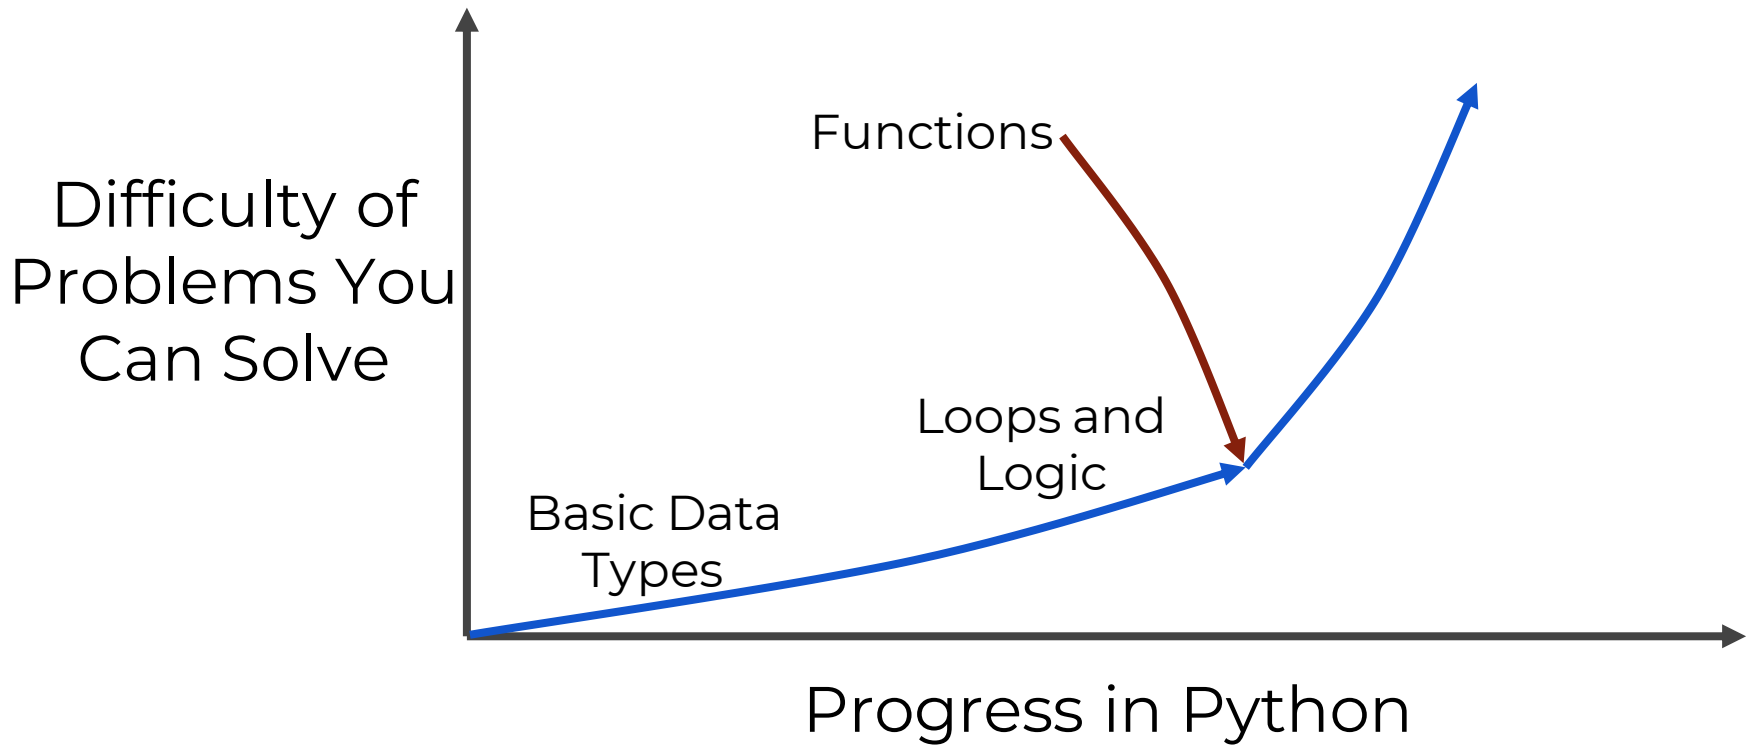 Functions
Difficulty of
Problems You
Can Solve
Loops and
Logic
Basic Data
Types
Progress in Python